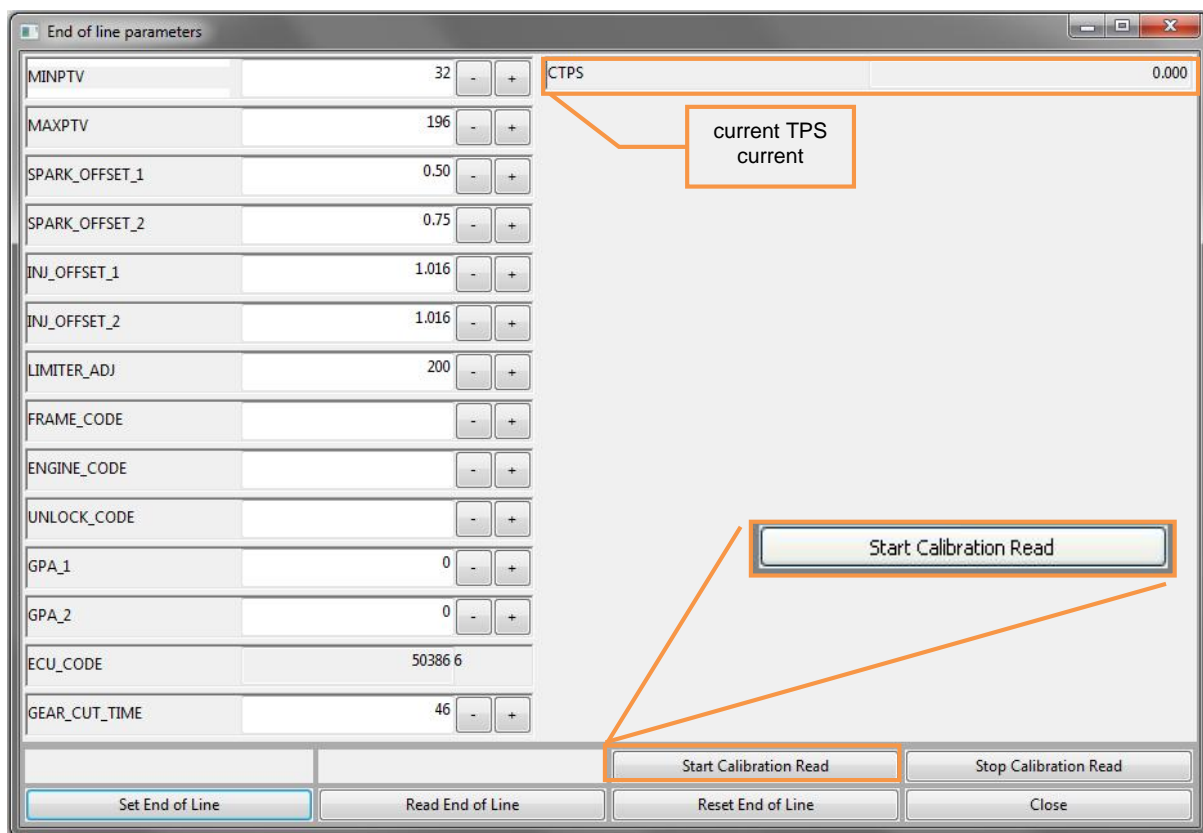 End of line parameters
MINPTV 32 - +
CTPS 0.000
MAXPTV 196 - +
current TPS
current
SPARK_OFFSET_1 0.50 - +
SPARK_OFFSET_2 0.75 - +
INJ_OFFSET_1 1.016 - +
INJ_OFFSET_2 1.016 - +
LIMITER_ADJ 200 - +
FRAME_CODE - +
ENGINE_CODE - +
UNLOCK_CODE - +
Start Calibration Read
GPA_1 0 - +
GPA_2 0 - +
ECU_CODE 50386 6
GEAR_CUT_TIME 46 - +
Start Calibration Read Stop Calibration Read
Set End of Line Read End of Line Reset End of Line Close